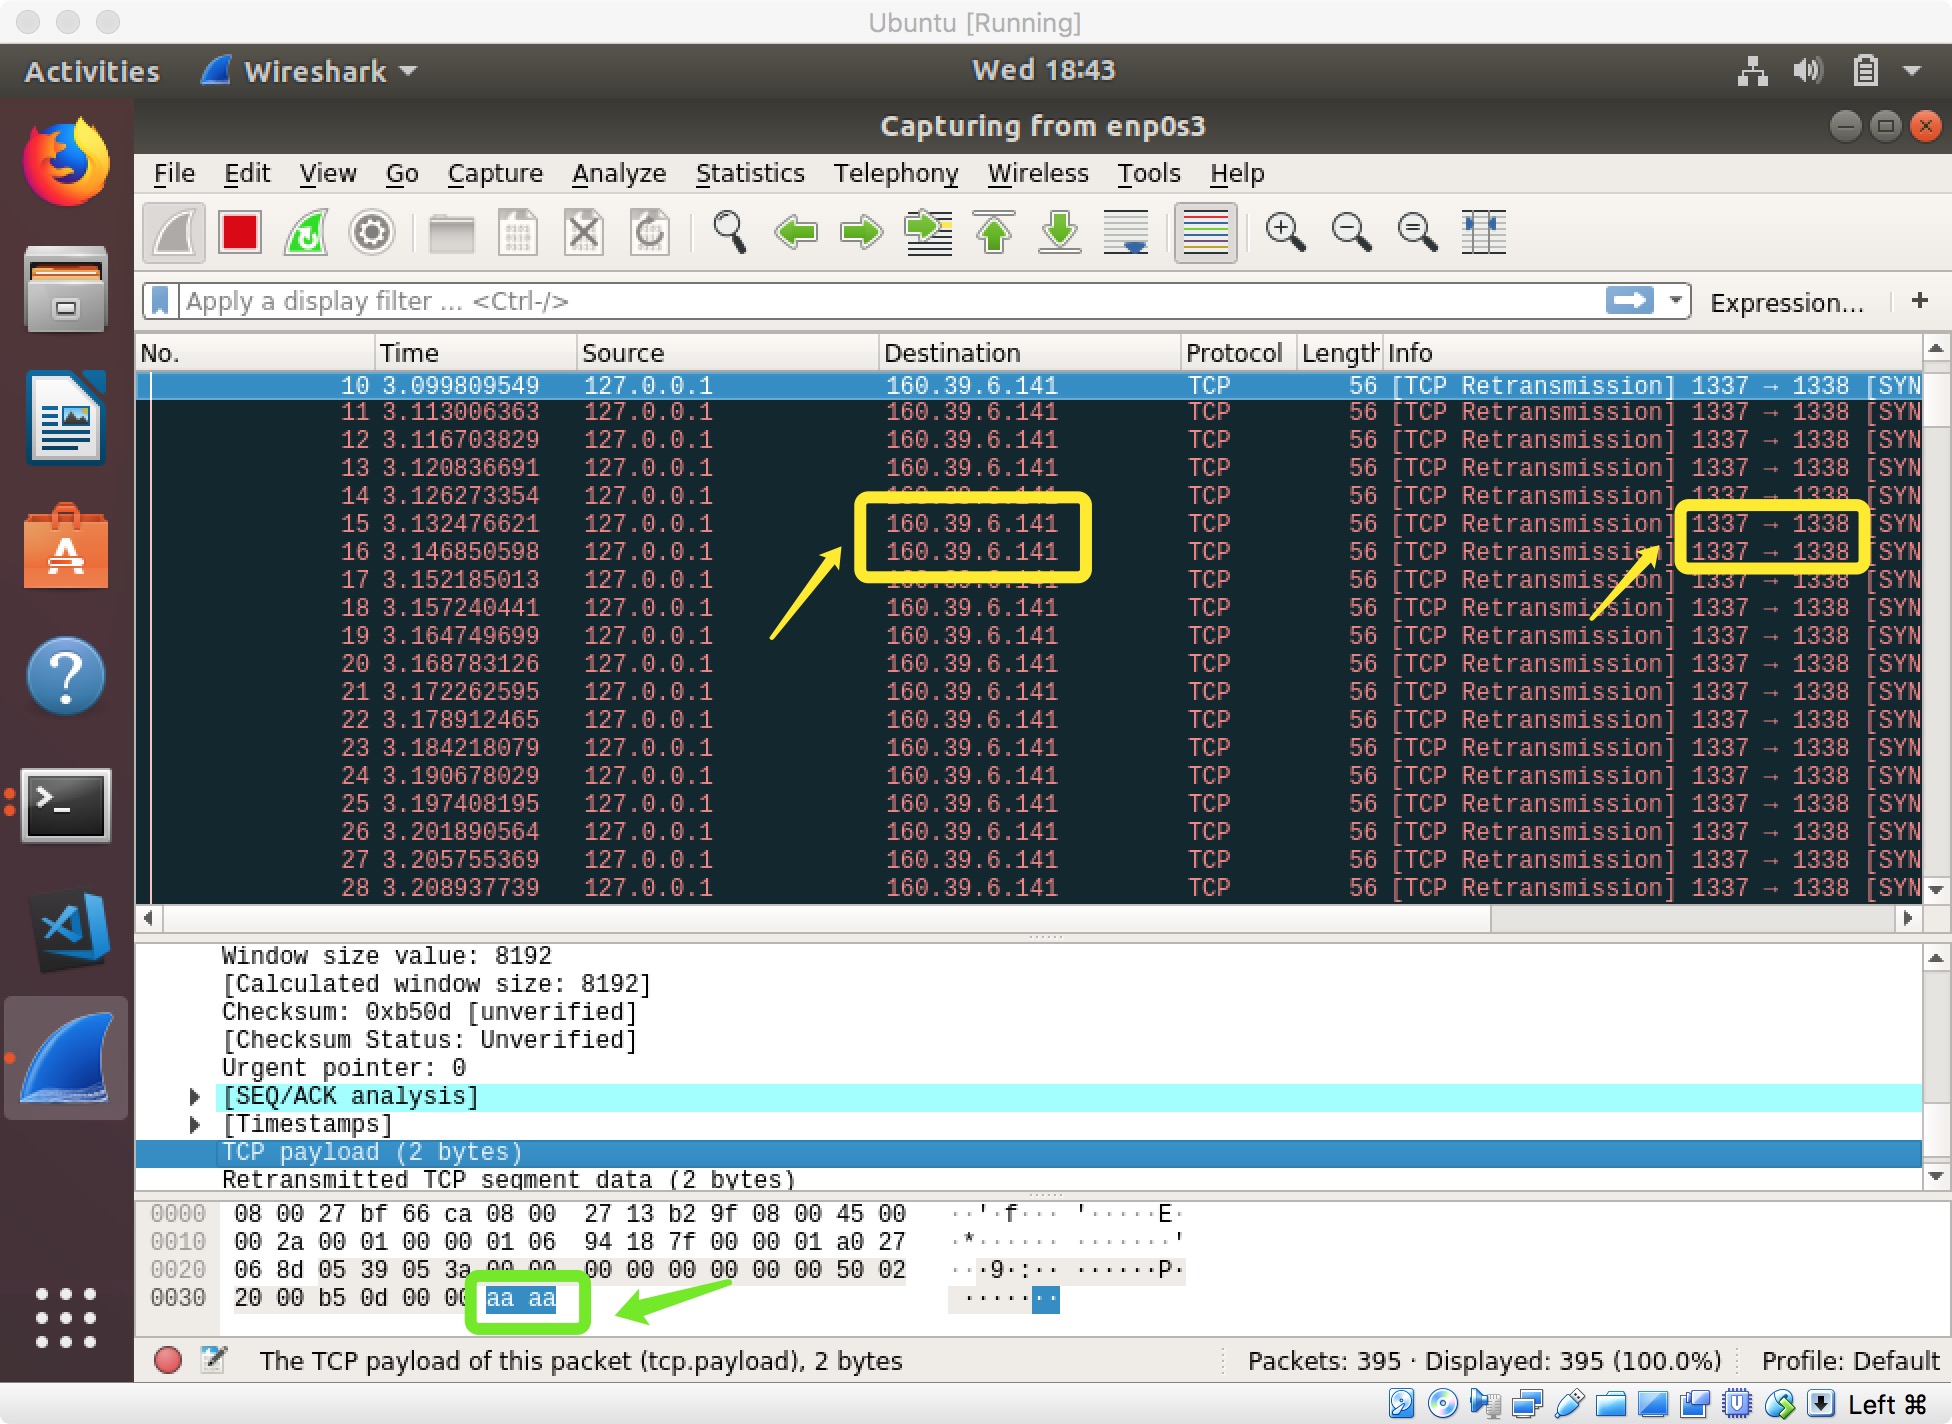 Ubuntu [Running]
Activities Wireshark Wed 18:43
Capturing from enp0s3
File Edit View Go Capture Analyze Statistics Telephony Wireless Tools Help
Apply a display filter ... <Ctrl-/> Expression... +
No. Time Source Destination Protocol Length Info
10 3.099809549 127.0.0.1 160.39.6.141 TCP 56 [TCP Retransmission] 1337 → 1338 [SYN
11 3.113006363 127.0.0.1 160.39.6.141 TCP 56 [TCP Retransmission] 1337 → 1338 [SYN
12 3.116703829 127.0.0.1 160.39.6.141 TCP 56 [TCP Retransmission] 1337 → 1338 [SYN
13 3.120836691 127.0.0.1 160.39.6.141 TCP 56 [TCP Retransmission] 1337 → 1338 [SYN
14 3.126273354 127.0.0.1 160.39.6.141 TCP 56 [TCP Retransmission] 1337 → 1338 [SYN
15 3.132476621 127.0.0.1 160.39.6.141 TCP 56 [TCP Retransmission] 1337 → 1338 [SYN
16 3.146850598 127.0.0.1 160.39.6.141 TCP 56 [TCP Retransmission] 1337 → 1338 [SYN
17 3.152185013 127.0.0.1 160.39.6.141 TCP 56 [TCP Retransmission] 1337 → 1338 [SYN
18 3.157240441 127.0.0.1 160.39.6.141 TCP 56 [TCP Retransmission] 1337 → 1338 [SYN
19 3.164749699 127.0.0.1 160.39.6.141 TCP 56 [TCP Retransmission] 1337 → 1338 [SYN
20 3.168783126 127.0.0.1 160.39.6.141 TCP 56 [TCP Retransmission] 1337 → 1338 [SYN
21 3.172262595 127.0.0.1 160.39.6.141 TCP 56 [TCP Retransmission] 1337 → 1338 [SYN
22 3.178912465 127.0.0.1 160.39.6.141 TCP 56 [TCP Retransmission] 1337 → 1338 [SYN
23 3.184218079 127.0.0.1 160.39.6.141 TCP 56 [TCP Retransmission] 1337 → 1338 [SYN
24 3.190678029 127.0.0.1 160.39.6.141 TCP 56 [TCP Retransmission] 1337 → 1338 [SYN
25 3.197408195 127.0.0.1 160.39.6.141 TCP 56 [TCP Retransmission] 1337 → 1338 [SYN
26 3.201890564 127.0.0.1 160.39.6.141 TCP 56 [TCP Retransmission] 1337 → 1338 [SYN
27 3.205755369 127.0.0.1 160.39.6.141 TCP 56 [TCP Retransmission] 1337 → 1338 [SYN
28 3.208937739 127.0.0.1 160.39.6.141 TCP 56 [TCP Retransmission] 1337 → 1338 [SYN
Window size value: 8192
[Calculated window size: 8192]
Checksum: 0xb50d [unverified]
[Checksum Status: Unverified]
Urgent pointer: 0
[SEQ/ACK analysis]
[Timestamps]
TCP payload (2 bytes)
Retransmitted TCP segment data (2 bytes)
0000 08 00 27 bf 66 ca 08 00 27 13 b2 9f 08 00 45 00 ··'·f··· '·····E·
0010 00 2a 00 01 00 00 01 06 94 18 7f 00 00 01 a0 27 ·*······ ·······'
0020 06 8d 05 39 05 3a 00 00 00 00 00 00 00 00 50 02 ···9·:·· ······P·
0030 20 00 b5 0d 00 00 aa aa ······ ··
The TCP payload of this packet (tcp.payload), 2 bytes Packets: 395 · Displayed: 395 (100.0%) Profile: Default
Left ⌘